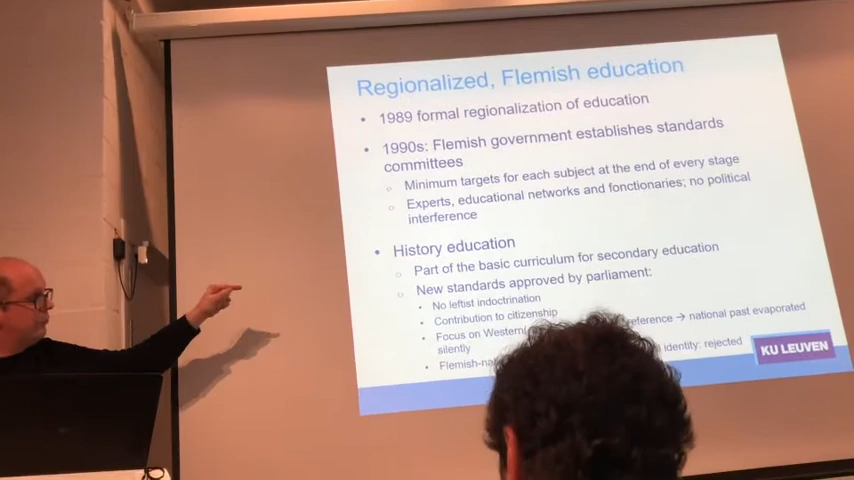 Regionalized, Flemish education
• 1989 formal regionalization of education
• 1990s: Flemish government establishes standards
committees
○ Minimum targets for each subject at the end of every stage
○ Experts, educational networks and fonctionaries; no political
interference
• History education
○ Part of the basic curriculum for secondary education
○ New standards approved by parliament:
• No leftist indoctrination
• Contribution to citizenship
• Focus on Western reference → national past evaporated
silently
• Flemish- identity: rejected
KU LEUVEN